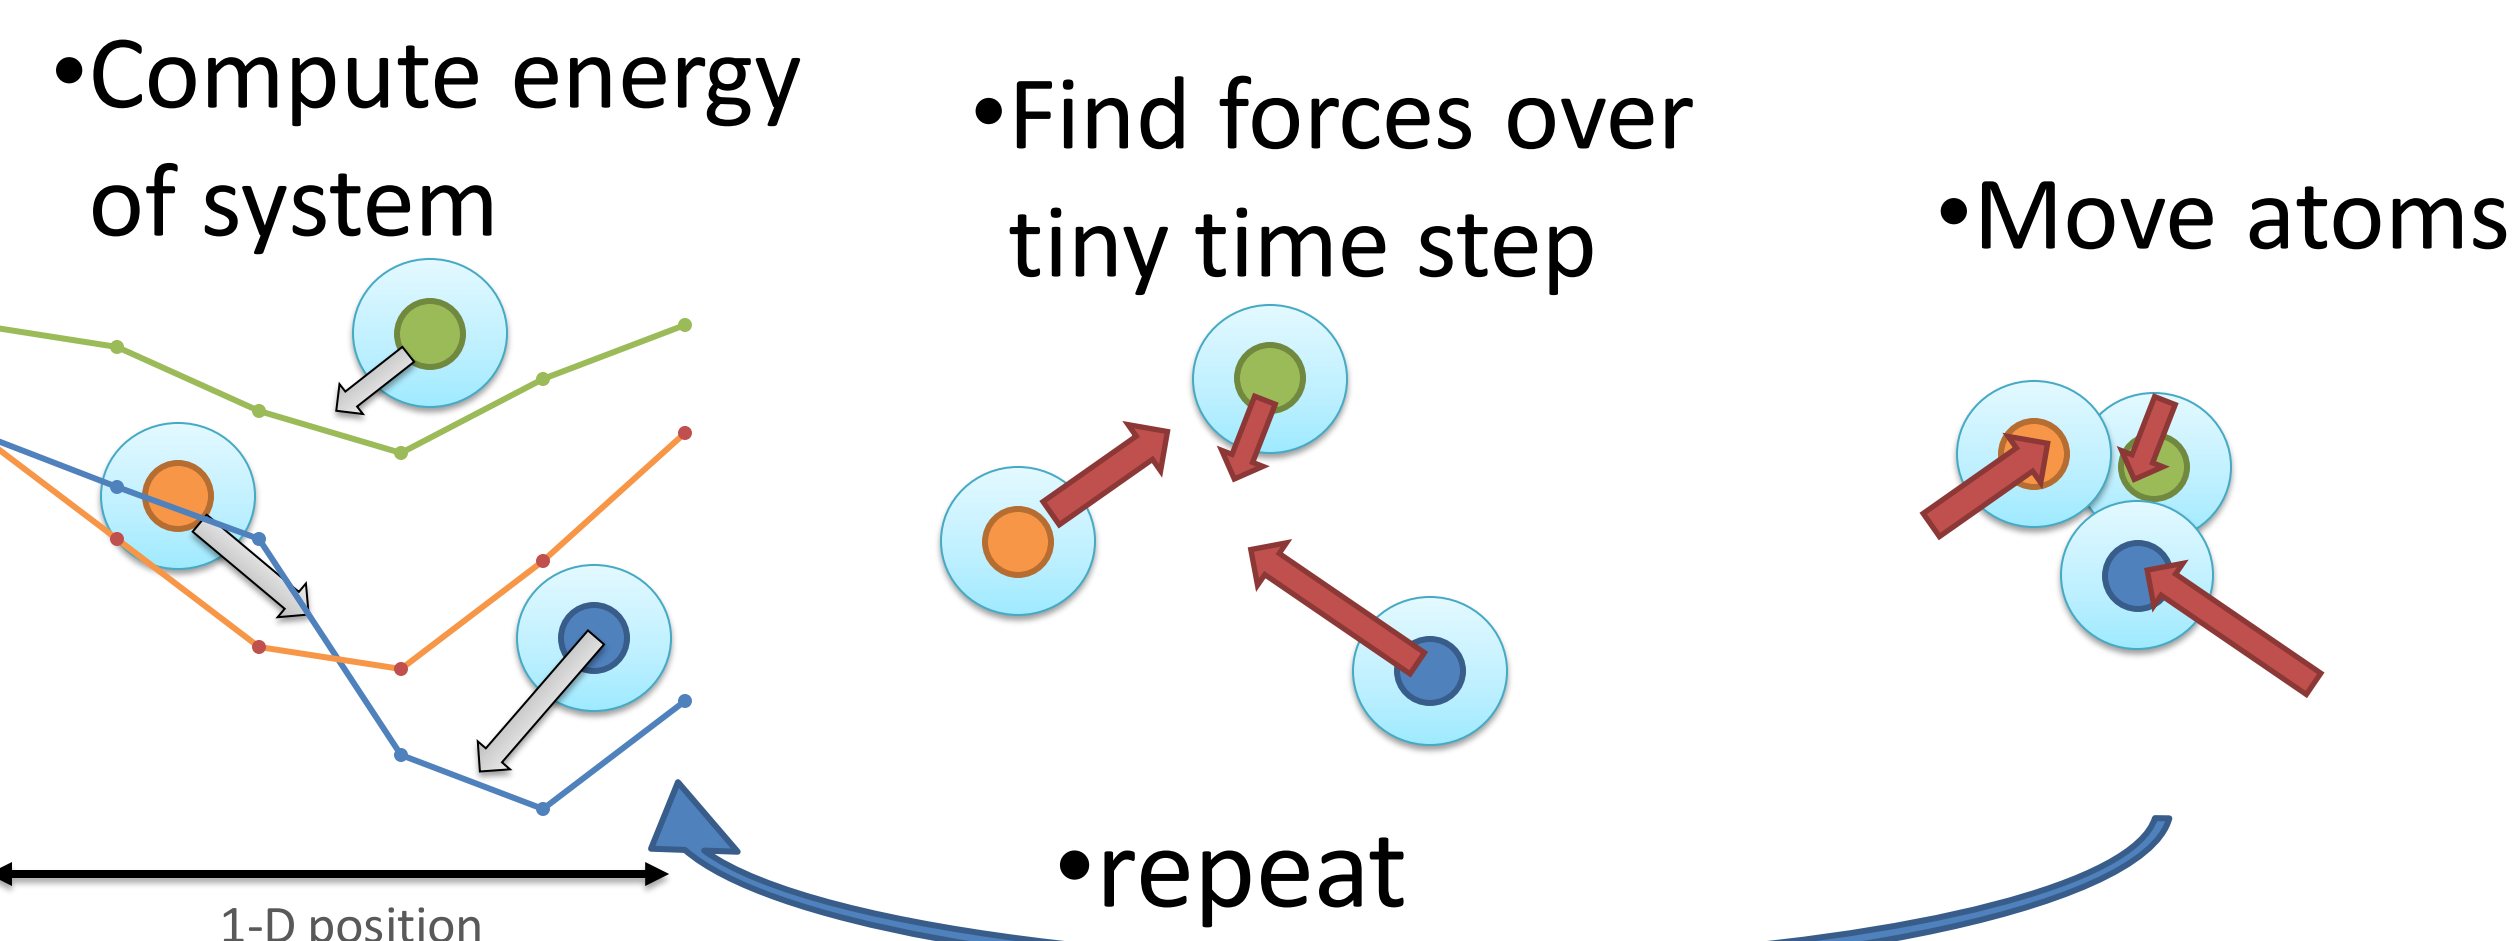 •Compute energy
of system
•Find forces over
tiny time step
•Move atoms
1-D position
•repeat